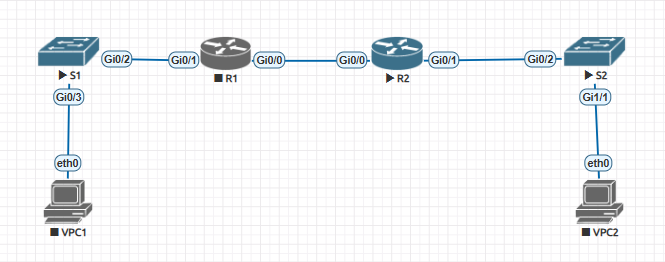 Gi0/2 Gi0/1 Gi0/0 Gi0/0 Gi0/1 Gi0/2
S1 R1 R2 S2
Gi0/3 Gi1/1
eth0 eth0
VPC1 VPC2